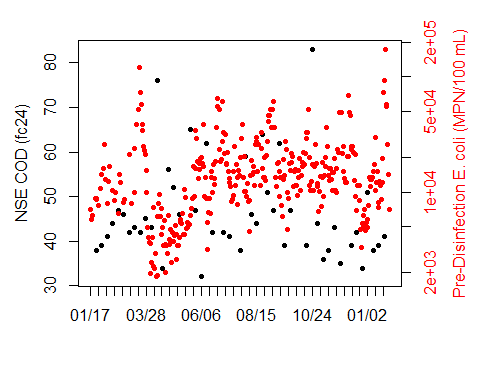 NSE COD (fc24)
80
70
60
50
40
30
2e+05
5e+04
1e+04
2e+03
Pre-Disinfection E. coli (MPN/100 mL)
01/17 03/28 06/06 08/15 10/24 01/02